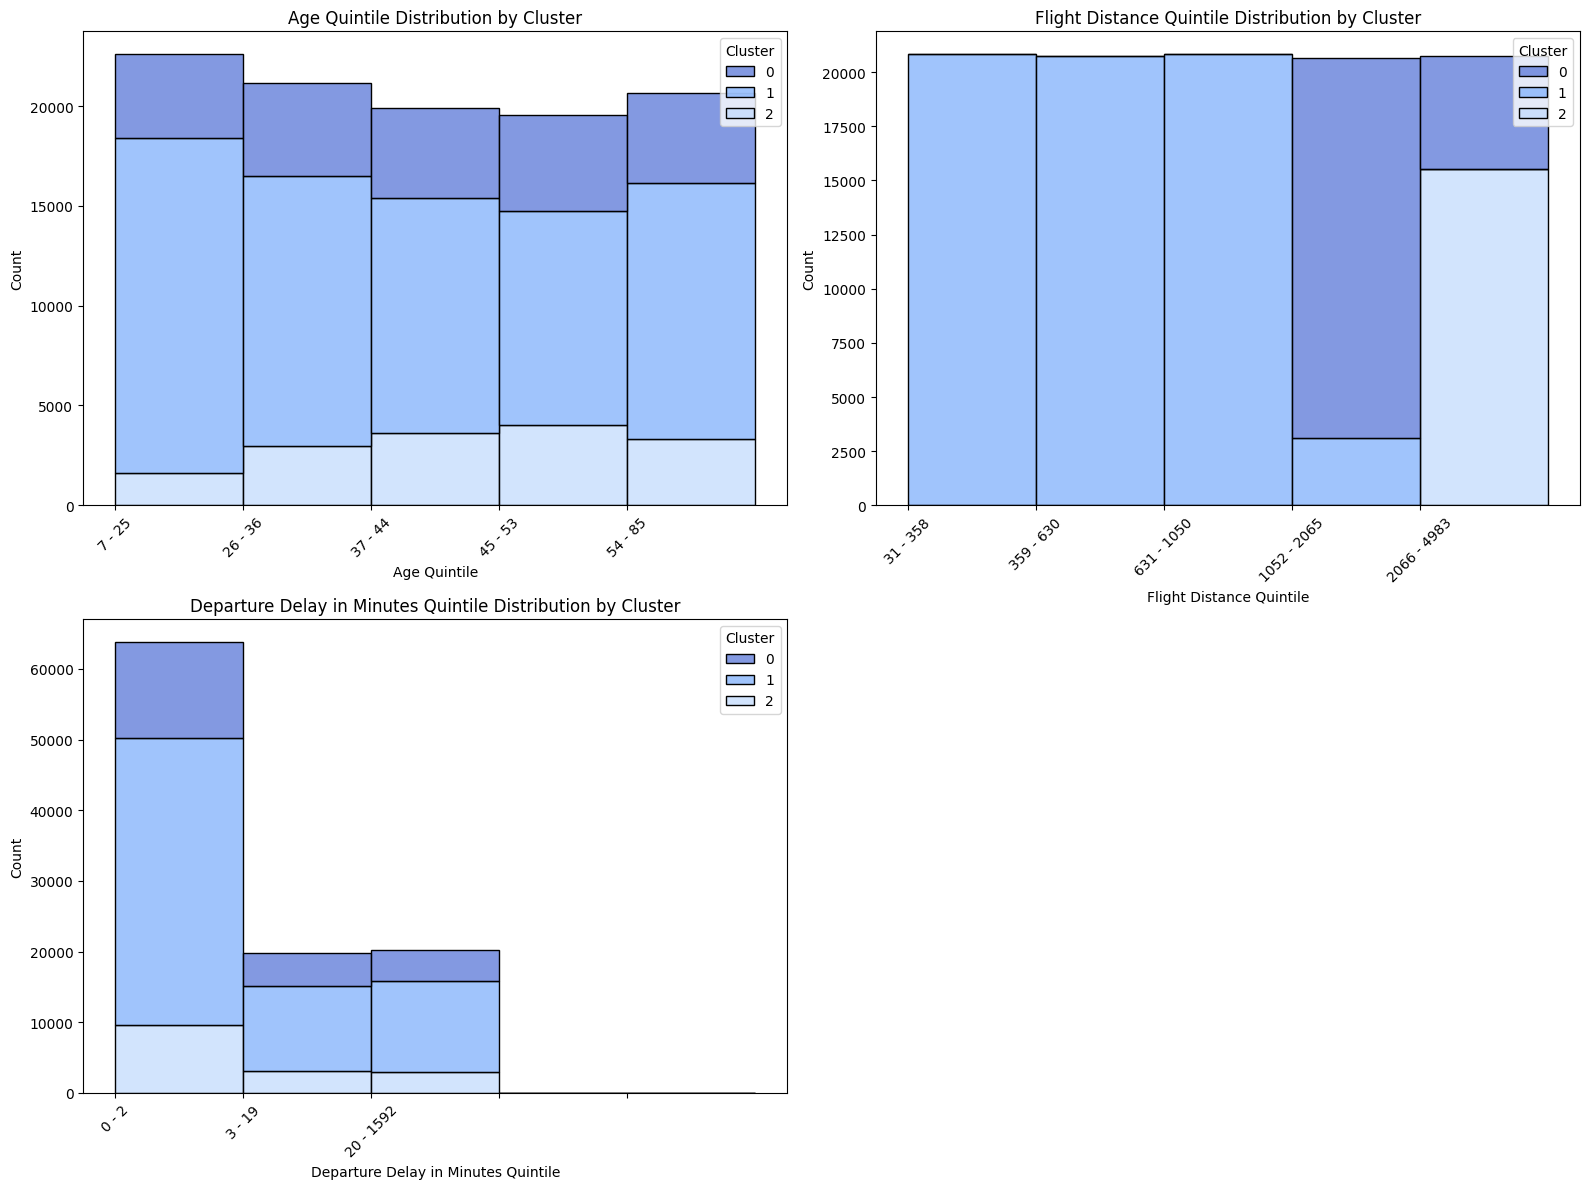 Age Quintile Distribution by Cluster
Count
20000
15000
10000
5000
0
7 - 25
26 - 36
37 - 44
45 - 53
54 - 85
Age Quintile
Cluster
0
1
2
Flight Distance Quintile Distribution by Cluster
Count
20000
17500
15000
12500
10000
7500
5000
2500
0
31 - 358
359 - 630
631 - 1050
1052 - 2065
2066 - 4983
Flight Distance Quintile
Cluster
0
1
2
Departure Delay in Minutes Quintile Distribution by Cluster
Count
60000
50000
40000
30000
20000
10000
0
0 - 2
3 - 19
20 - 1592
Departure Delay in Minutes Quintile
Cluster
0
1
2